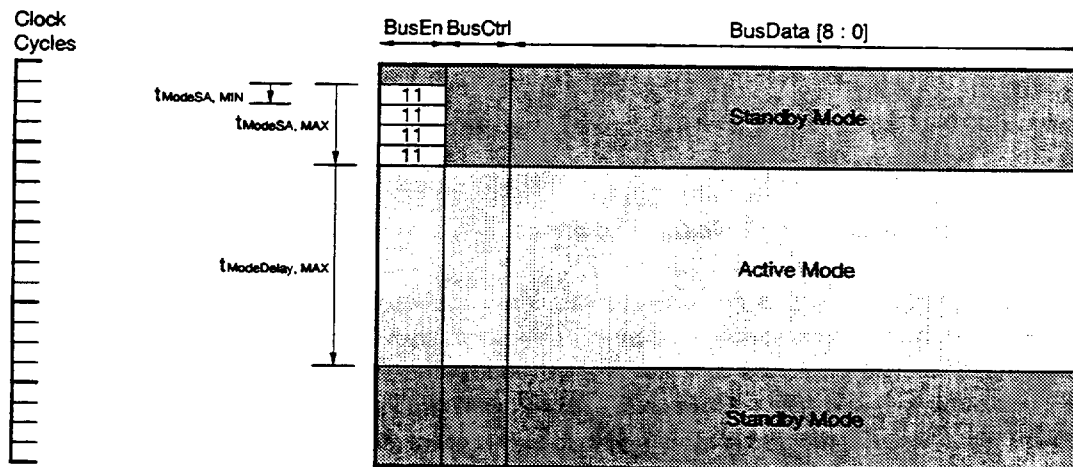 Clock
Cycles
BusEn BusCtrl BusData [8 : 0]
tModeSA, MIN
tModeSA, MAX
11
11
11
11
Standby Mode
tModeDelay, MAX
Active Mode
Standby Mode